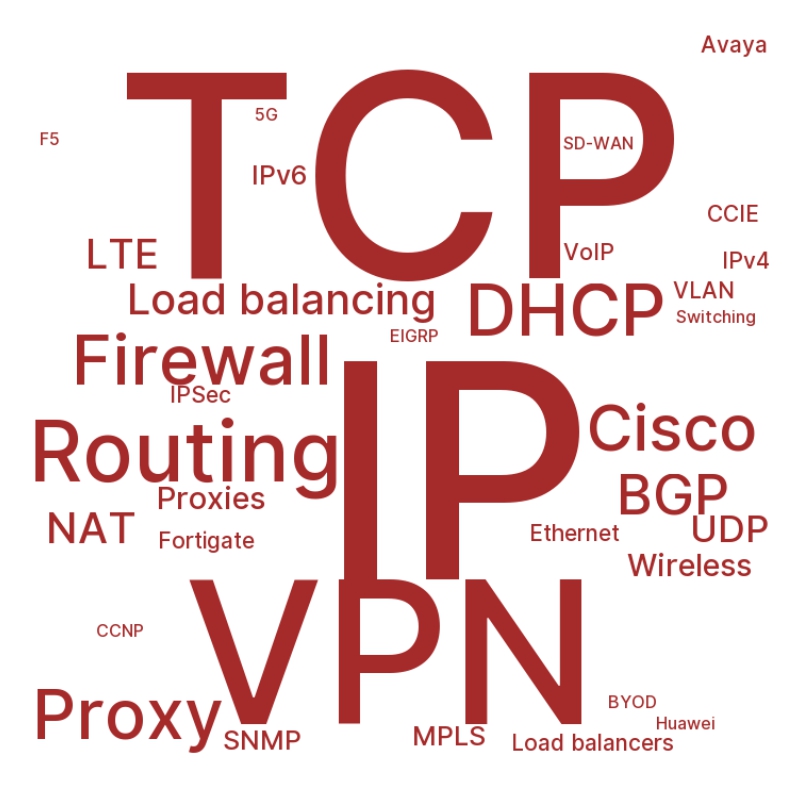 Avaya
TCP
5G
F5
SD-WAN
IPv6
CCIE
LTE
VoIP
IPv4
VLAN
Load balancing
DHCP
Switching
EIGRP
Firewall
IPSec
IP
Cisco
Routing
BGP
Proxies
NAT
UDP
Ethernet
Fortigate
Wireless
VPN
CCNP
BYOD
Proxy
Huawei
SNMP
MPLS
Load balancers